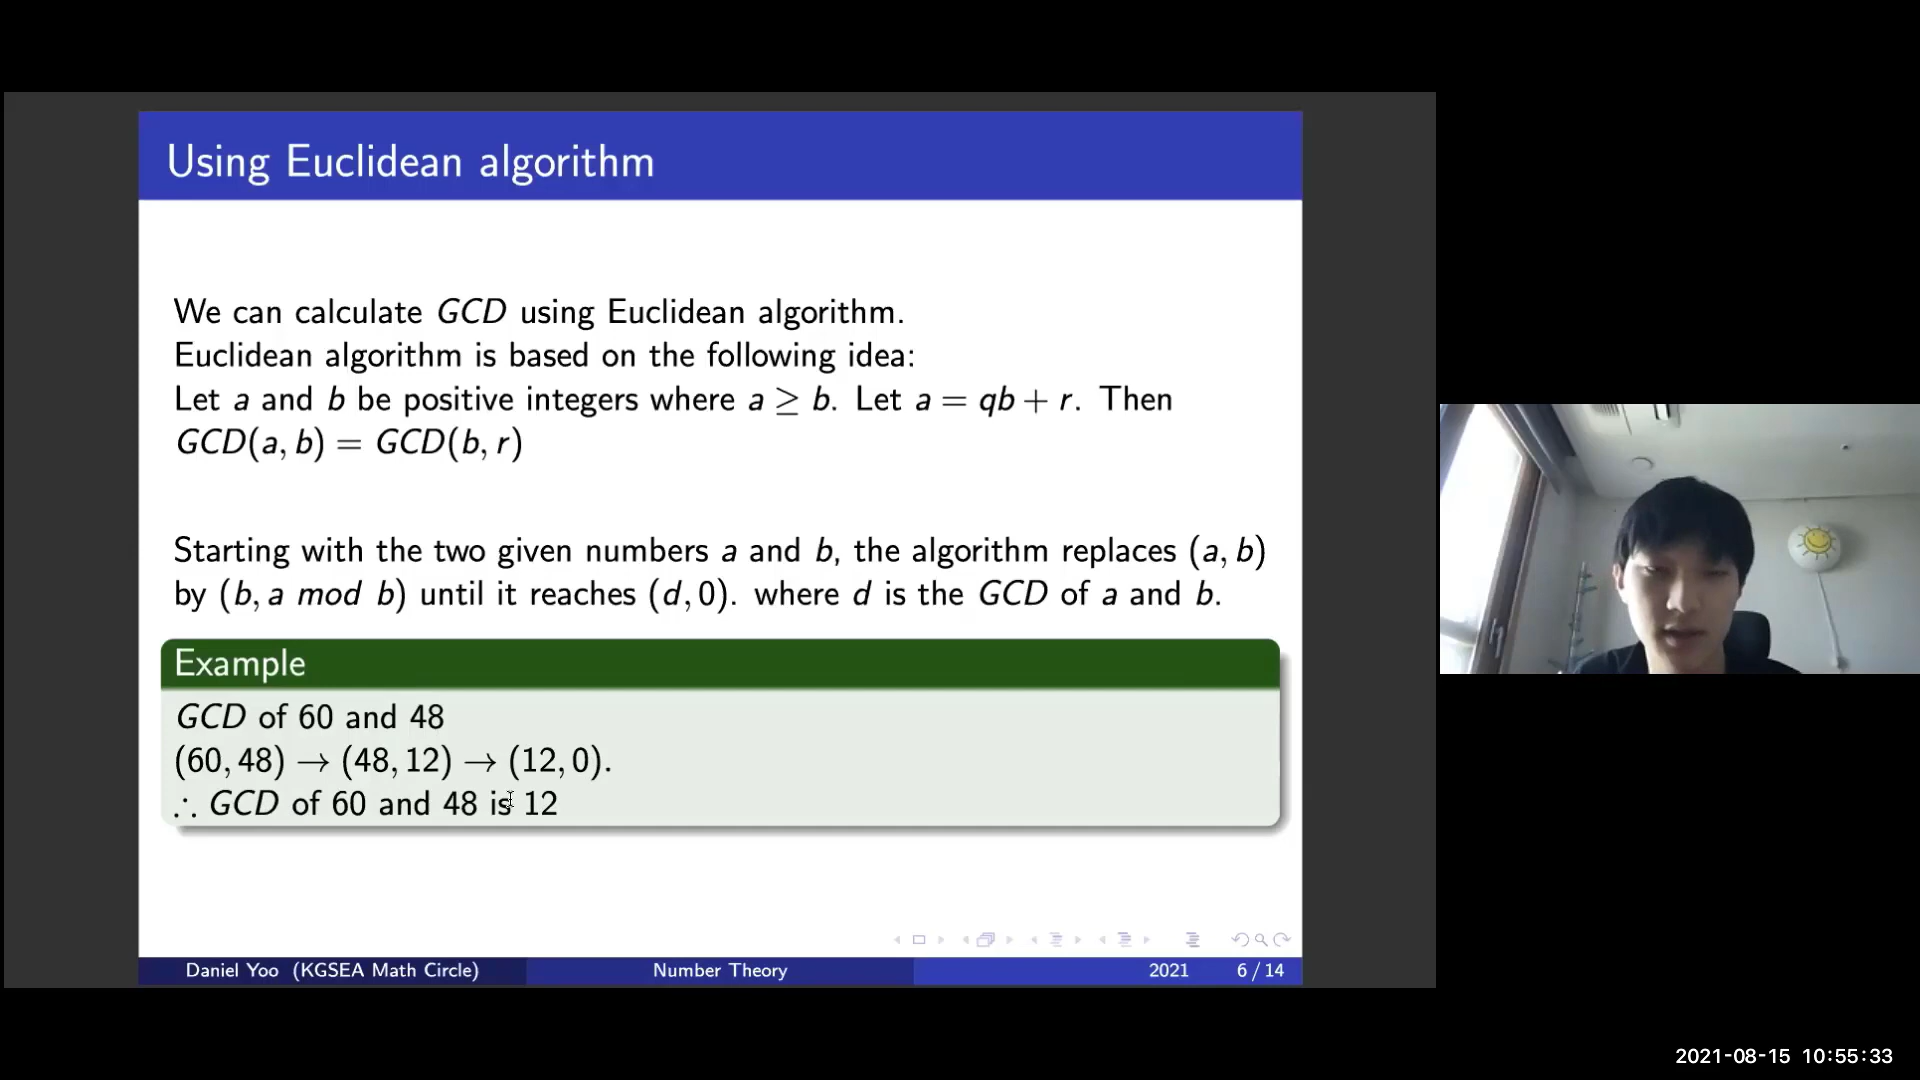 Using Euclidean algorithm
We can calculate GCD using Euclidean algorithm.
Euclidean algorithm is based on the following idea:
Let a and b be positive integers where a ≥ b. Let a = qb + r. Then
GCD(a, b) = GCD(b, r)
Starting with the two given numbers a and b, the algorithm replaces (a, b)
by (b, a mod b) until it reaches (d, 0). where d is the GCD of a and b.
Example
GCD of 60 and 48
(60, 48) → (48, 12) → (12, 0).
∴ GCD of 60 and 48 is 12
Daniel Yoo (KGSEA Math Circle) Number Theory 2021 6 / 14
2021-08-15 10:55:33